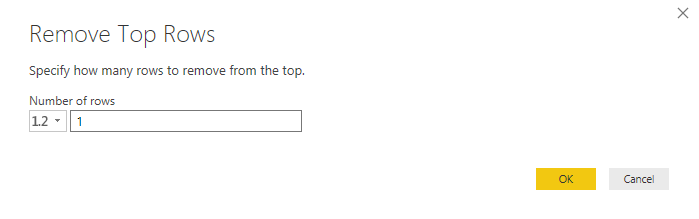 Remove Top Rows
Specify how many rows to remove from the top.
Number of rows
1.2 1
OK Cancel